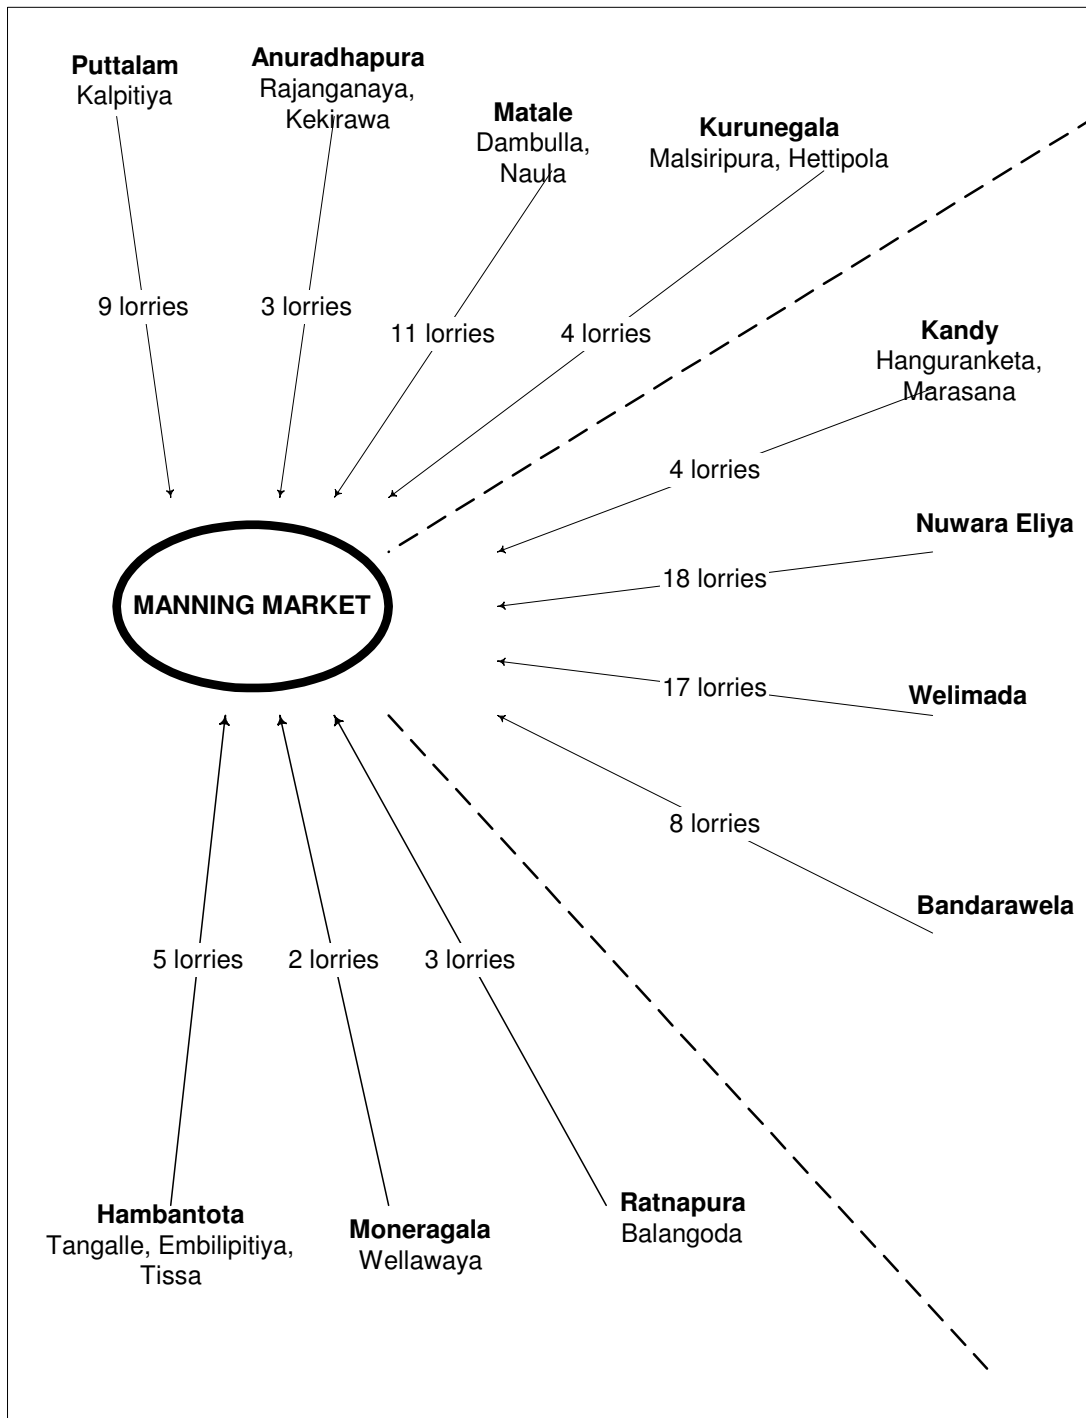 Puttalam
Kalpitiya
Anuradhapura
Rajanganaya,
Kekirawa
Matale
Dambulla,
Naula
Kurunegala
Malsiripura, Hettipola
9 lorries
3 lorries
11 lorries
4 lorries
Kandy
Hanguranketa,
Marasana
4 lorries
Nuwara Eliya
18 lorries
MANNING MARKET
17 lorries
Welimada
8 lorries
Bandarawela
5 lorries
2 lorries
3 lorries
Hambantota
Tangalle, Embilipitiya,
Tissa
Moneragala
Wellawaya
Ratnapura
Balangoda